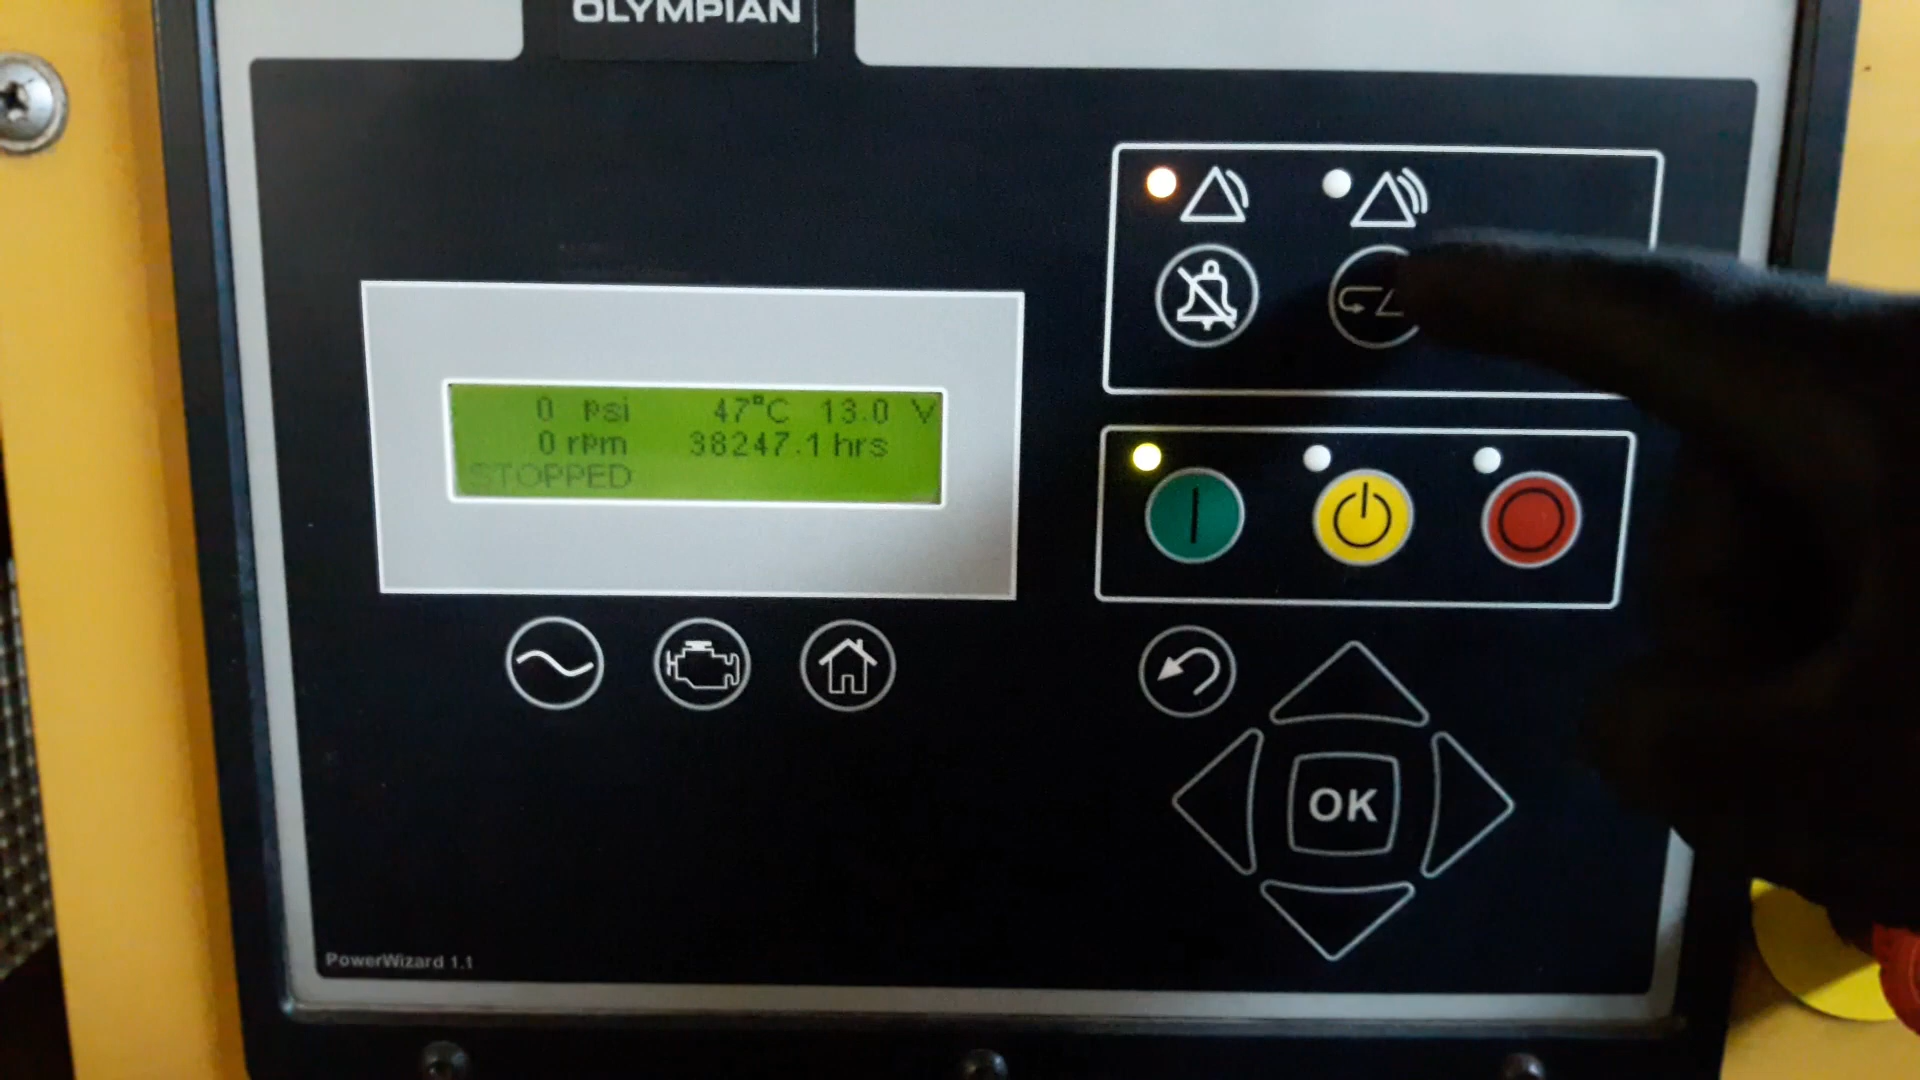 OLYMPIAN
0 psi 47°C 13.0 V
0 rpm 38247.1 hrs
STOPPED
OK
PowerWizard 1.1